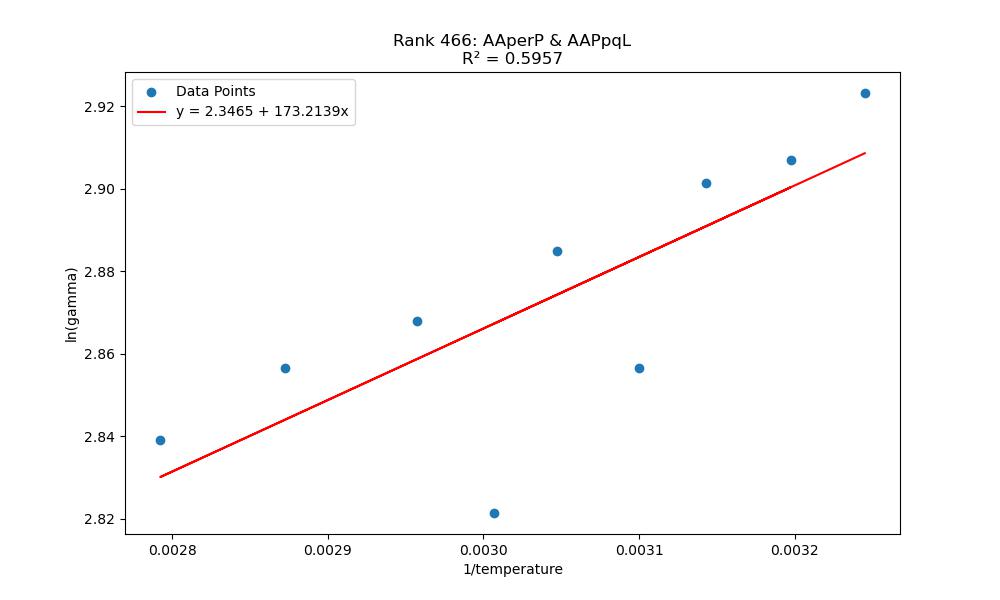 Rank 466: AAperP & AAPpqL
R² = 0.5957
Data Points
y = 2.3465 + 173.2139x
2.92
2.90
2.88
2.86
2.84
2.82
ln(gamma)
0.0028 0.0029 0.0030 0.0031 0.0032
1/temperature